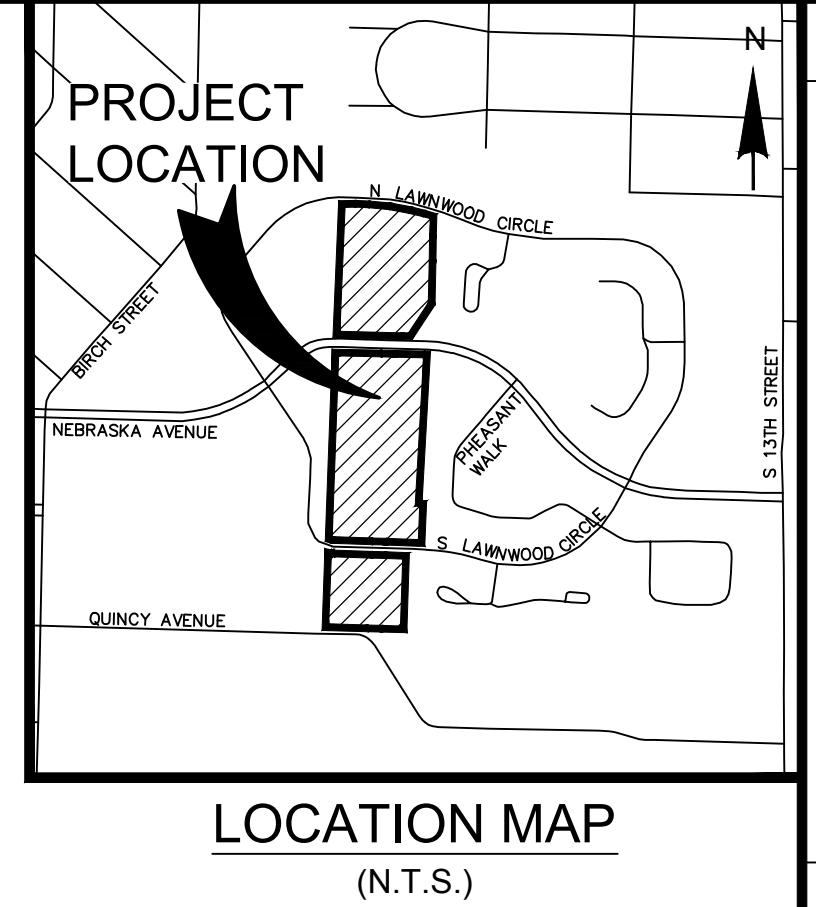 N
PROJECT
LOCATION
N LAWNWOOD CIRCLE
BIRCH STREET
NEBRASKA AVENUE
PHEASANT
WALK
S 13TH STREET
S LAWNWOOD CIRCLE
QUINCY AVENUE
LOCATION MAP
(N.T.S.)